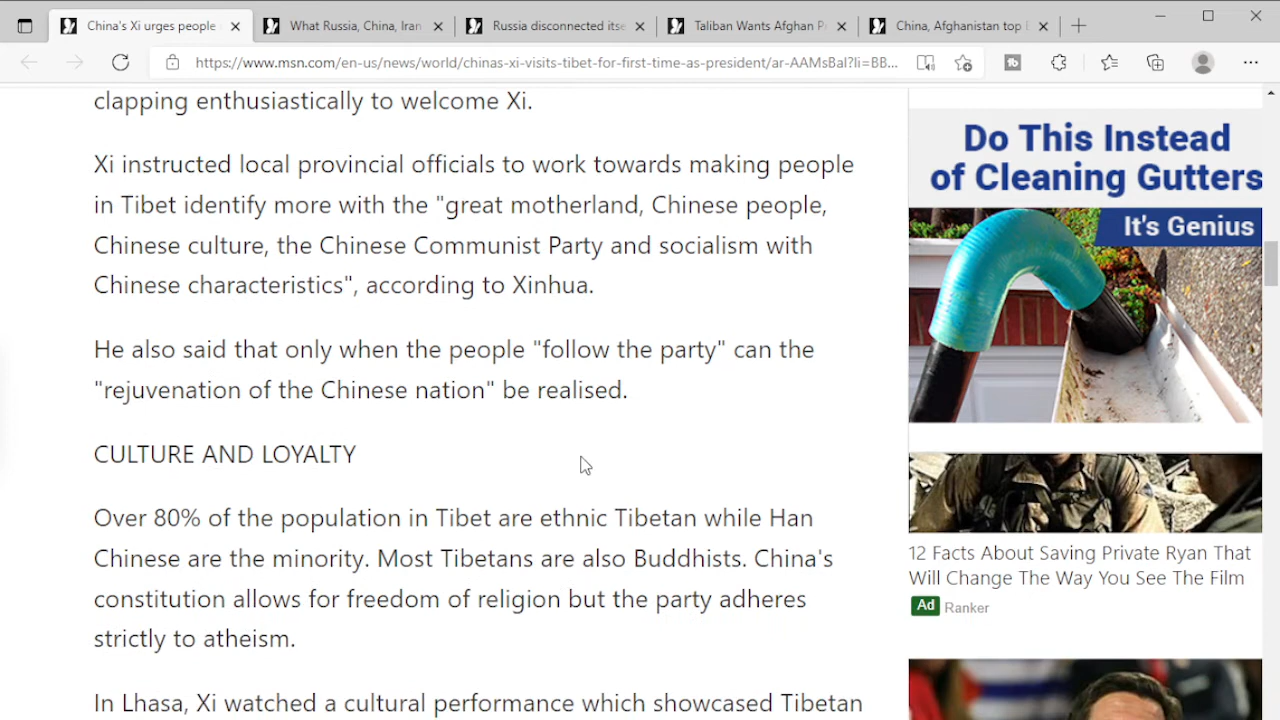 China's Xi urges people
What Russia, China, Iran
Russia disconnected itse
Taliban Wants Afghan P
China, Afghanistan top
https://www.msn.com/en-us/news/world/chinas-xi-visits-tibet-for-first-time-as-president/ar-AAMsBaI?li=BB...
clapping enthusiastically to welcome Xi.
Xi instructed local provincial officials to work towards making people
in Tibet identify more with the "great motherland, Chinese people,
Chinese culture, the Chinese Communist Party and socialism with
Chinese characteristics", according to Xinhua.
He also said that only when the people "follow the party" can the
"rejuvenation of the Chinese nation" be realised.
CULTURE AND LOYALTY
Over 80% of the population in Tibet are ethnic Tibetan while Han
Chinese are the minority. Most Tibetans are also Buddhists. China's
constitution allows for freedom of religion but the party adheres
strictly to atheism.
In Lhasa, Xi watched a cultural performance which showcased Tibetan
Do This Instead
of Cleaning Gutters
It's Genius
12 Facts About Saving Private Ryan That
Will Change The Way You See The Film
Ad Ranker